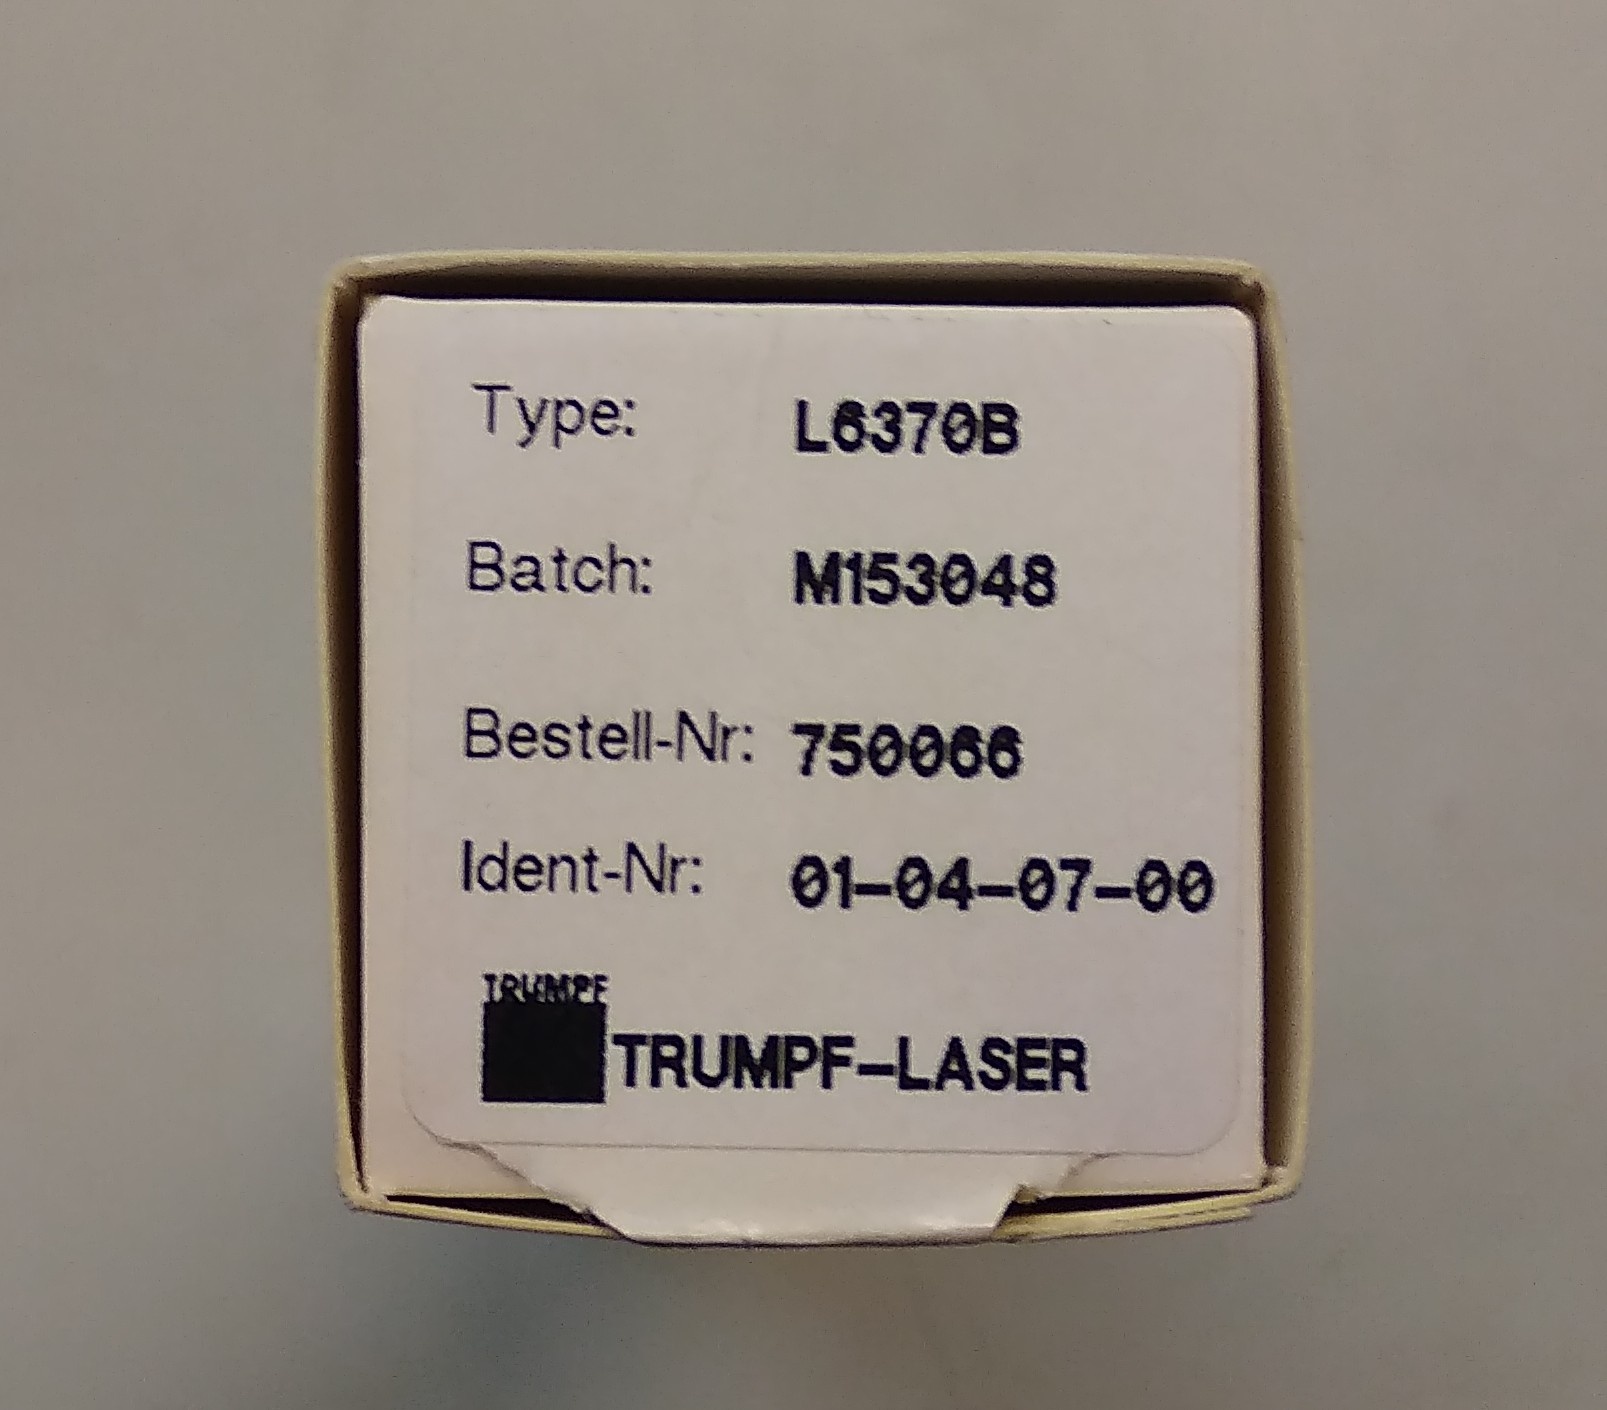 Type: L6370B
Batch: M153048
Bestell-Nr: 750066
Ident-Nr: 01-04-07-00
TRUMPF
TRUMPF-LASER